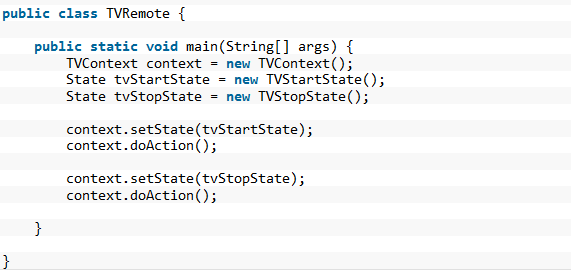 public class TVRemote {
public static void main(String[] args) {
TVContext context = new TVContext();
State tvStartState = new TVStartState();
State tvStopState = new TVStopState();
context.setState(tvStartState);
context.doAction();
context.setState(tvStopState);
context.doAction();
}
}